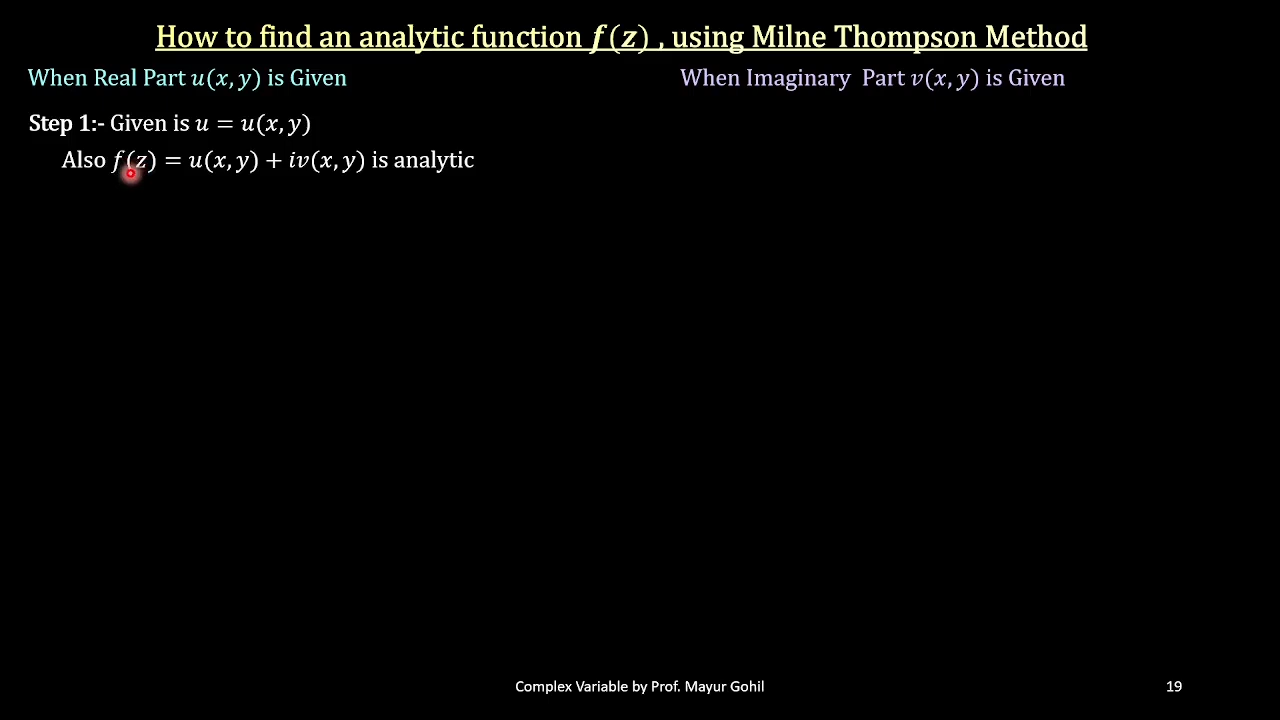 How to find an analytic function f(z) , using Milne Thompson Method
When Real Part u(x, y) is Given
When Imaginary Part v(x, y) is Given
Step 1:- Given is u = u(x, y)
Also f(z) = u(x, y) + iv(x, y) is analytic
Complex Variable by Prof. Mayur Gohil
19